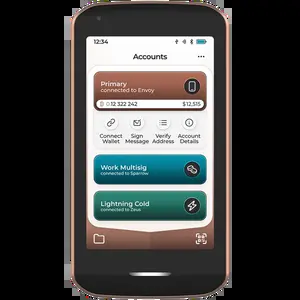 12:34
Accounts
Primary
connected to Envoy
0.12 322 242 $12,515
Connect Wallet
Sign Message
Verify Address
Account Details
Work Multisig
connected to Sparrow
Lightning Cold
connected to Zeus